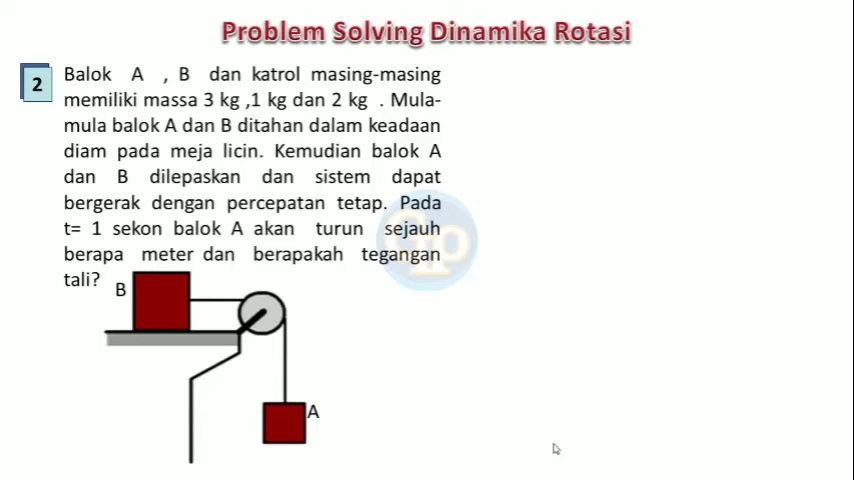 Problem Solving Dinamika Rotasi
2
Balok A , B dan katrol masing-masing
memiliki massa 3 kg ,1 kg dan 2 kg . Mula-
mula balok A dan B ditahan dalam keadaan
diam pada meja licin. Kemudian balok A
dan B dilepaskan dan sistem dapat
bergerak dengan percepatan tetap. Pada
t= 1 sekon balok A akan turun sejauh
berapa meter dan berapakah tegangan
tali?
B
A